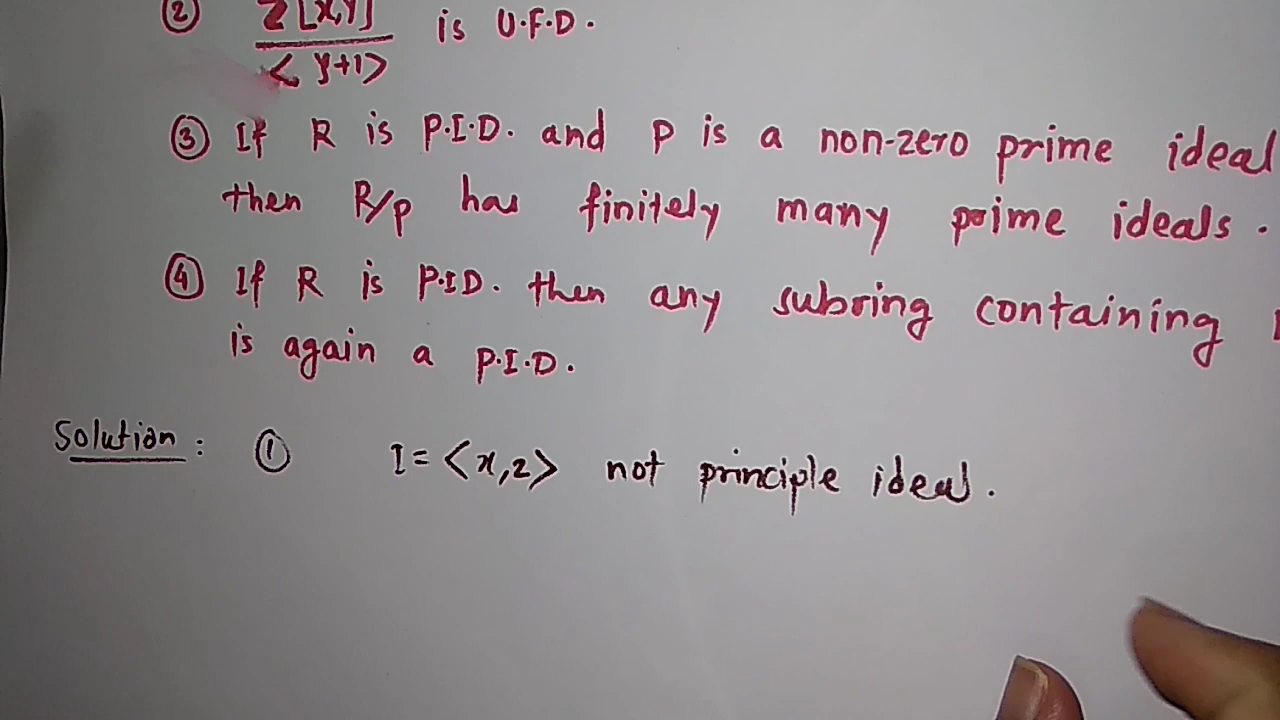 ② Z[x,y] / <y+1> is U.F.D.
③ If R is P.I.D. and P is a non-zero prime ideal
then R/p has finitely many prime ideals.
④ If R is P.I.D. then any subring containing
is again a P.I.D.
Solution: ① I = <x,2> not principle ideal.